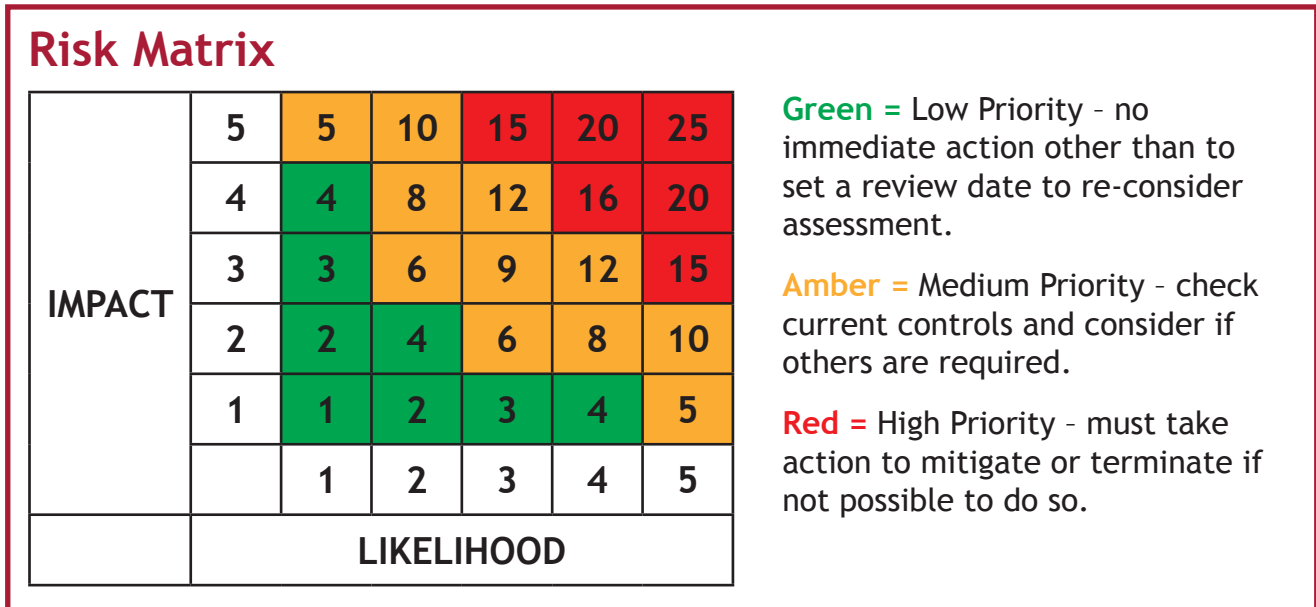 Risk Matrix
5 5 10 15 20 25
4 4 8 12 16 20
3 3 6 9 12 15
IMPACT
2 2 4 6 8 10
1 1 2 3 4 5
1 2 3 4 5
LIKELIHOOD
Green = Low Priority – no
immediate action other than to
set a review date to re-consider
assessment.
Amber = Medium Priority – check
current controls and consider if
others are required.
Red = High Priority – must take
action to mitigate or terminate if
not possible to do so.